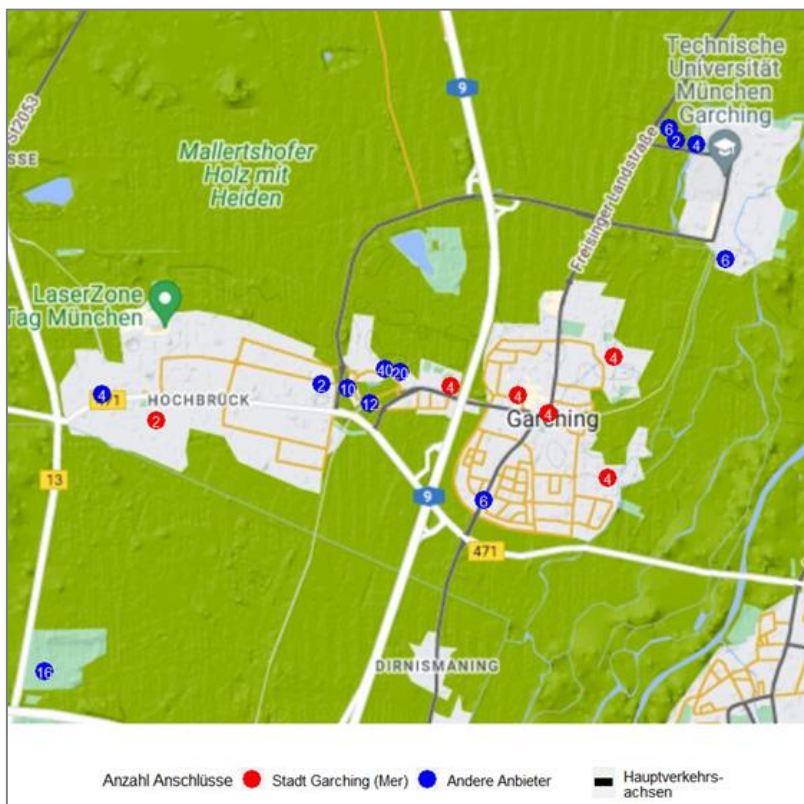 Technische
Universität
München
Garching
9
St2053
SSE
Mallertshofer
Holz mit
Heiden
Freisinger Landstraße
6
2
4
6
LaserZone
Tag München
4
40
20
4
2
10
4
4
471
HOCHBRÜCK
12
4
Garching
2
13
9
6
4
471
DIRNISMANING
16
Anzahl Anschlüsse
Stadt Garching (Mer)
Andere Anbieter
Hauptverkehrs-
achsen